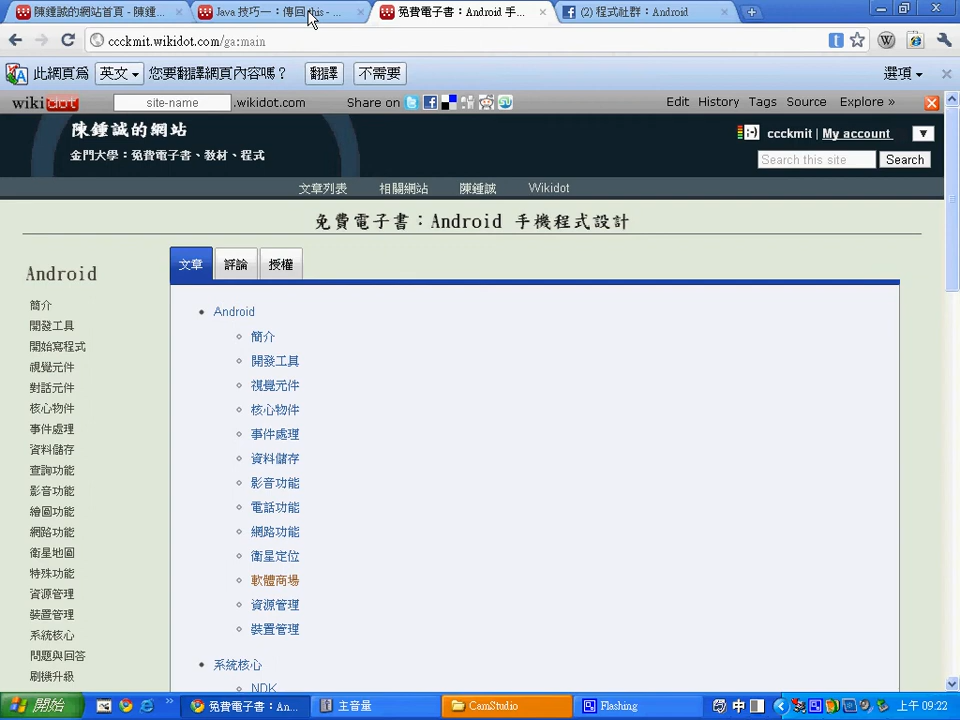 陳鍾誠的網站首頁 - 陳鍾...
Java 技巧一：傳回 this - ...
免費電子書：Android 手...
(2) 程式社群：Android
ccckmit.wikidot.com/ga:main
此網頁為 英文 您要翻譯網頁內容嗎？ 翻譯 不需要 選項
wikidot site-name .wikidot.com Share on Edit History Tags Source Explore »
陳鍾誠的網站
金門大學：免費電子書、教材、程式
ccckmit | My account ▼
Search this site Search
文章列表 相關網站 陳鍾誠 Wikidot
免費電子書：Android 手機程式設計
Android
簡介
開發工具
開始寫程式
視覺元件
對話元件
核心物件
事件處理
資料儲存
查詢功能
影音功能
繪圖功能
網路功能
衛星地圖
特殊功能
資源管理
裝置管理
系統核心
問題與回答
刷機升級
文章 評論 授權
Android
簡介
開發工具
視覺元件
核心物件
事件處理
資料儲存
影音功能
電話功能
網路功能
衛星定位
軟體商場
資源管理
裝置管理
系統核心
NDK
開始 免費電子書：An... 主音量 CamStudio Flashing 中 上午 09:22